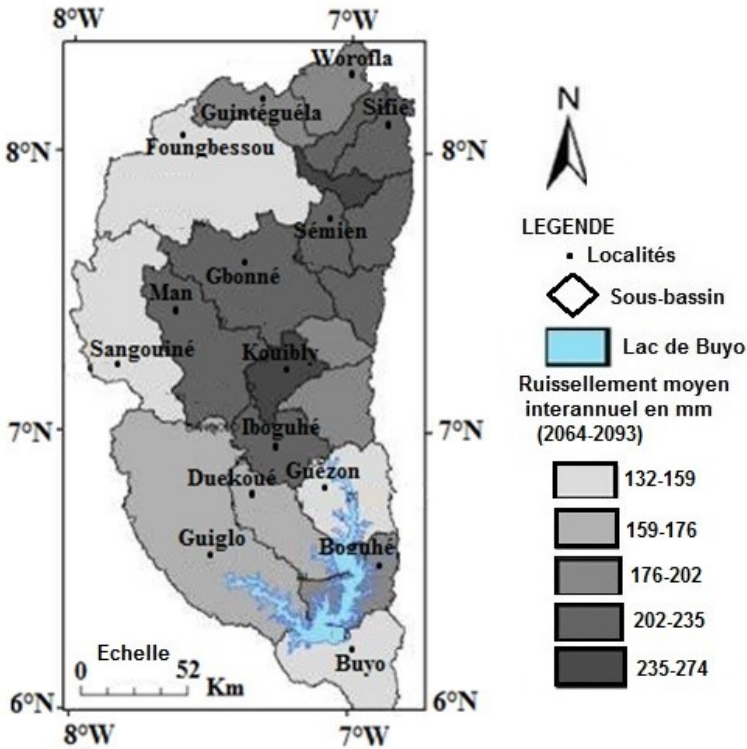 8°W 7°W
Worofla
Guintéguéla
Sifié
Foungbessou
8°N 8°N
Sémien
Gbonné
Man
Sangouiné
Kouibly
7°N 7°N
Iboguhé
Duekoué
Guézon
Guiglo
Boguhé
Buyo
Echelle
0 52
Km
6°N 6°N
8°W 7°W
N
LEGENDE
Localités
Sous-bassin
Lac de Buyo
Ruissellement moyen
interannuel en mm
(2064-2093)
132-159
159-176
176-202
202-235
235-274